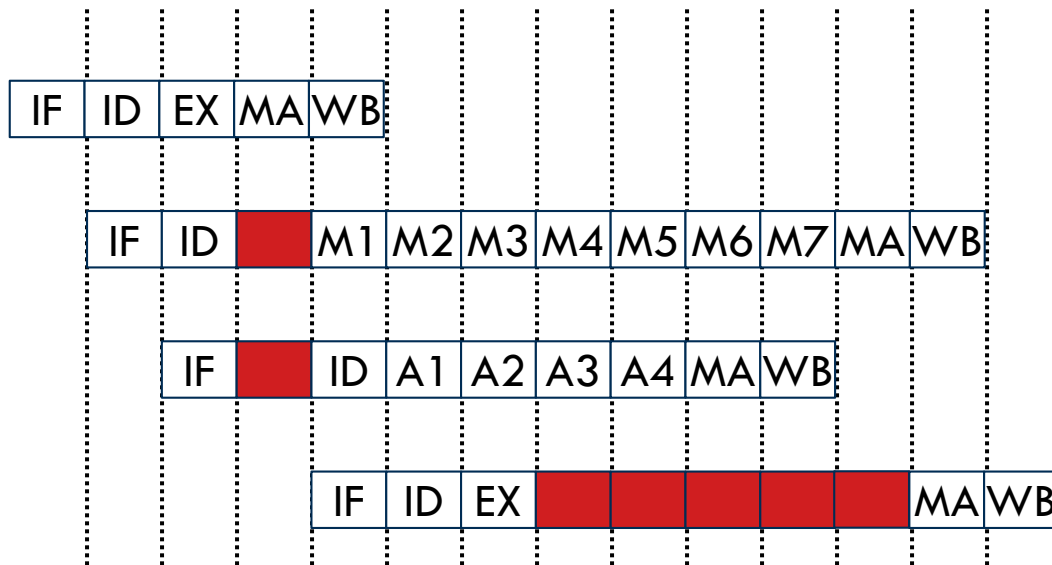 IF ID EX MA WB
IF ID M1 M2 M3 M4 M5 M6 M7 MA WB
IF ID A1 A2 A3 A4 MA WB
IF ID EX MA WB